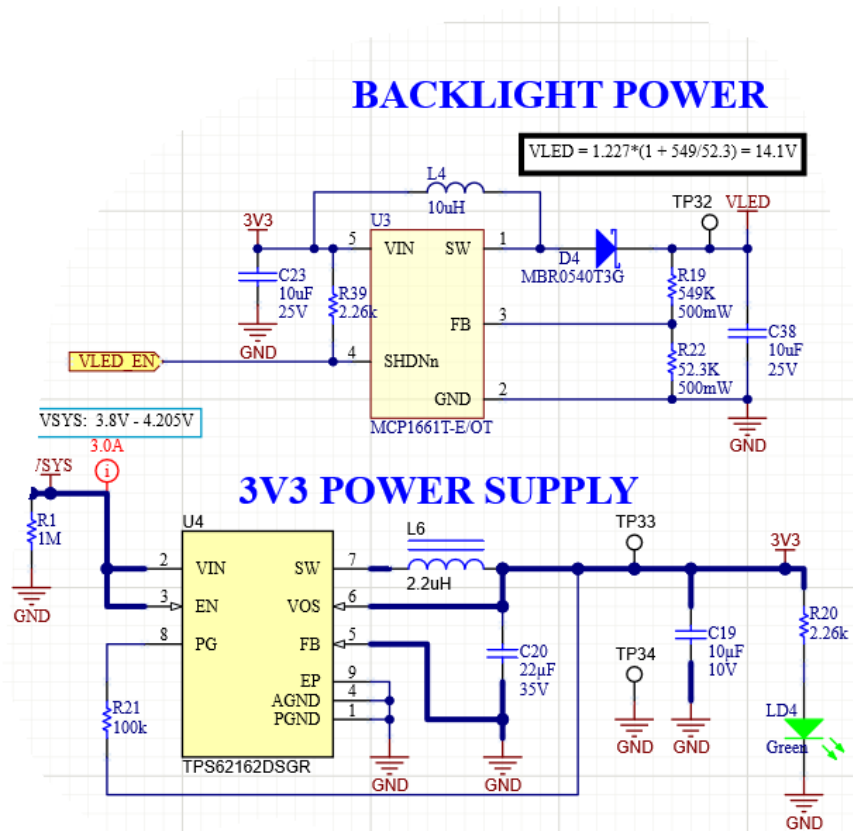 BACKLIGHT POWER
VLED = 1.227*(1 + 549/52.3) = 14.1V
L4
10uH
TP32
VLED
3V3
U3
5
VIN
SW
1
C23
10uF
25V
R39
2.26k
D4
MBR0540T3G
R19
549K
500mW
FB
3
GND
VLED_EN
4
SHDNn
R22
52.3K
500mW
C38
10uF
25V
GND
2
MCP1661T-E/OT
GND
VSYS: 3.8V - 4.205V
3.0A
i
VSYS
3V3 POWER SUPPLY
R1
1M
GND
U4
L6
2.2uH
TP33
3V3
2
VIN
SW
7
3
EN
VOS
6
8
PG
FB
5
EP
9
AGND
4
PGND
1
R21
100k
TPS62162DSGR
GND
C20
22µF
35V
GND
TP34
GND
C19
10µF
10V
GND
R20
2.26k
LD4
Green
GND